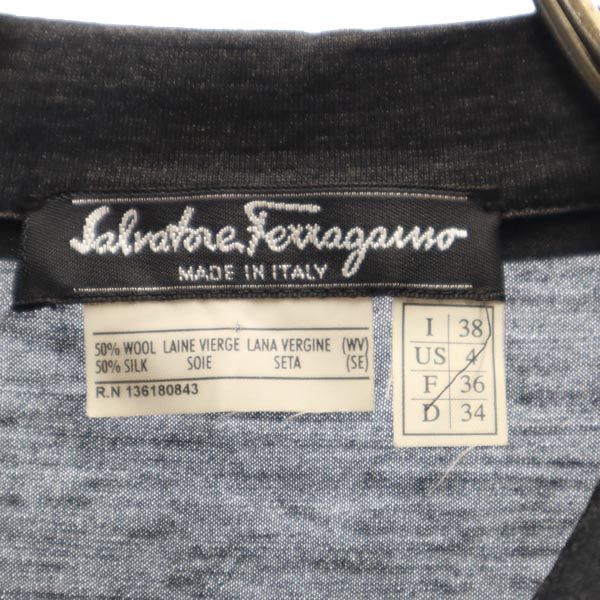 Salvatore Ferragamo
MADE IN ITALY
50% WOOL LAINE VIERGE LANA VERGINE (WV)
50% SILK SOIE SETA (SE)
R.N 136180843
I 38
US 4
F 36
D 34